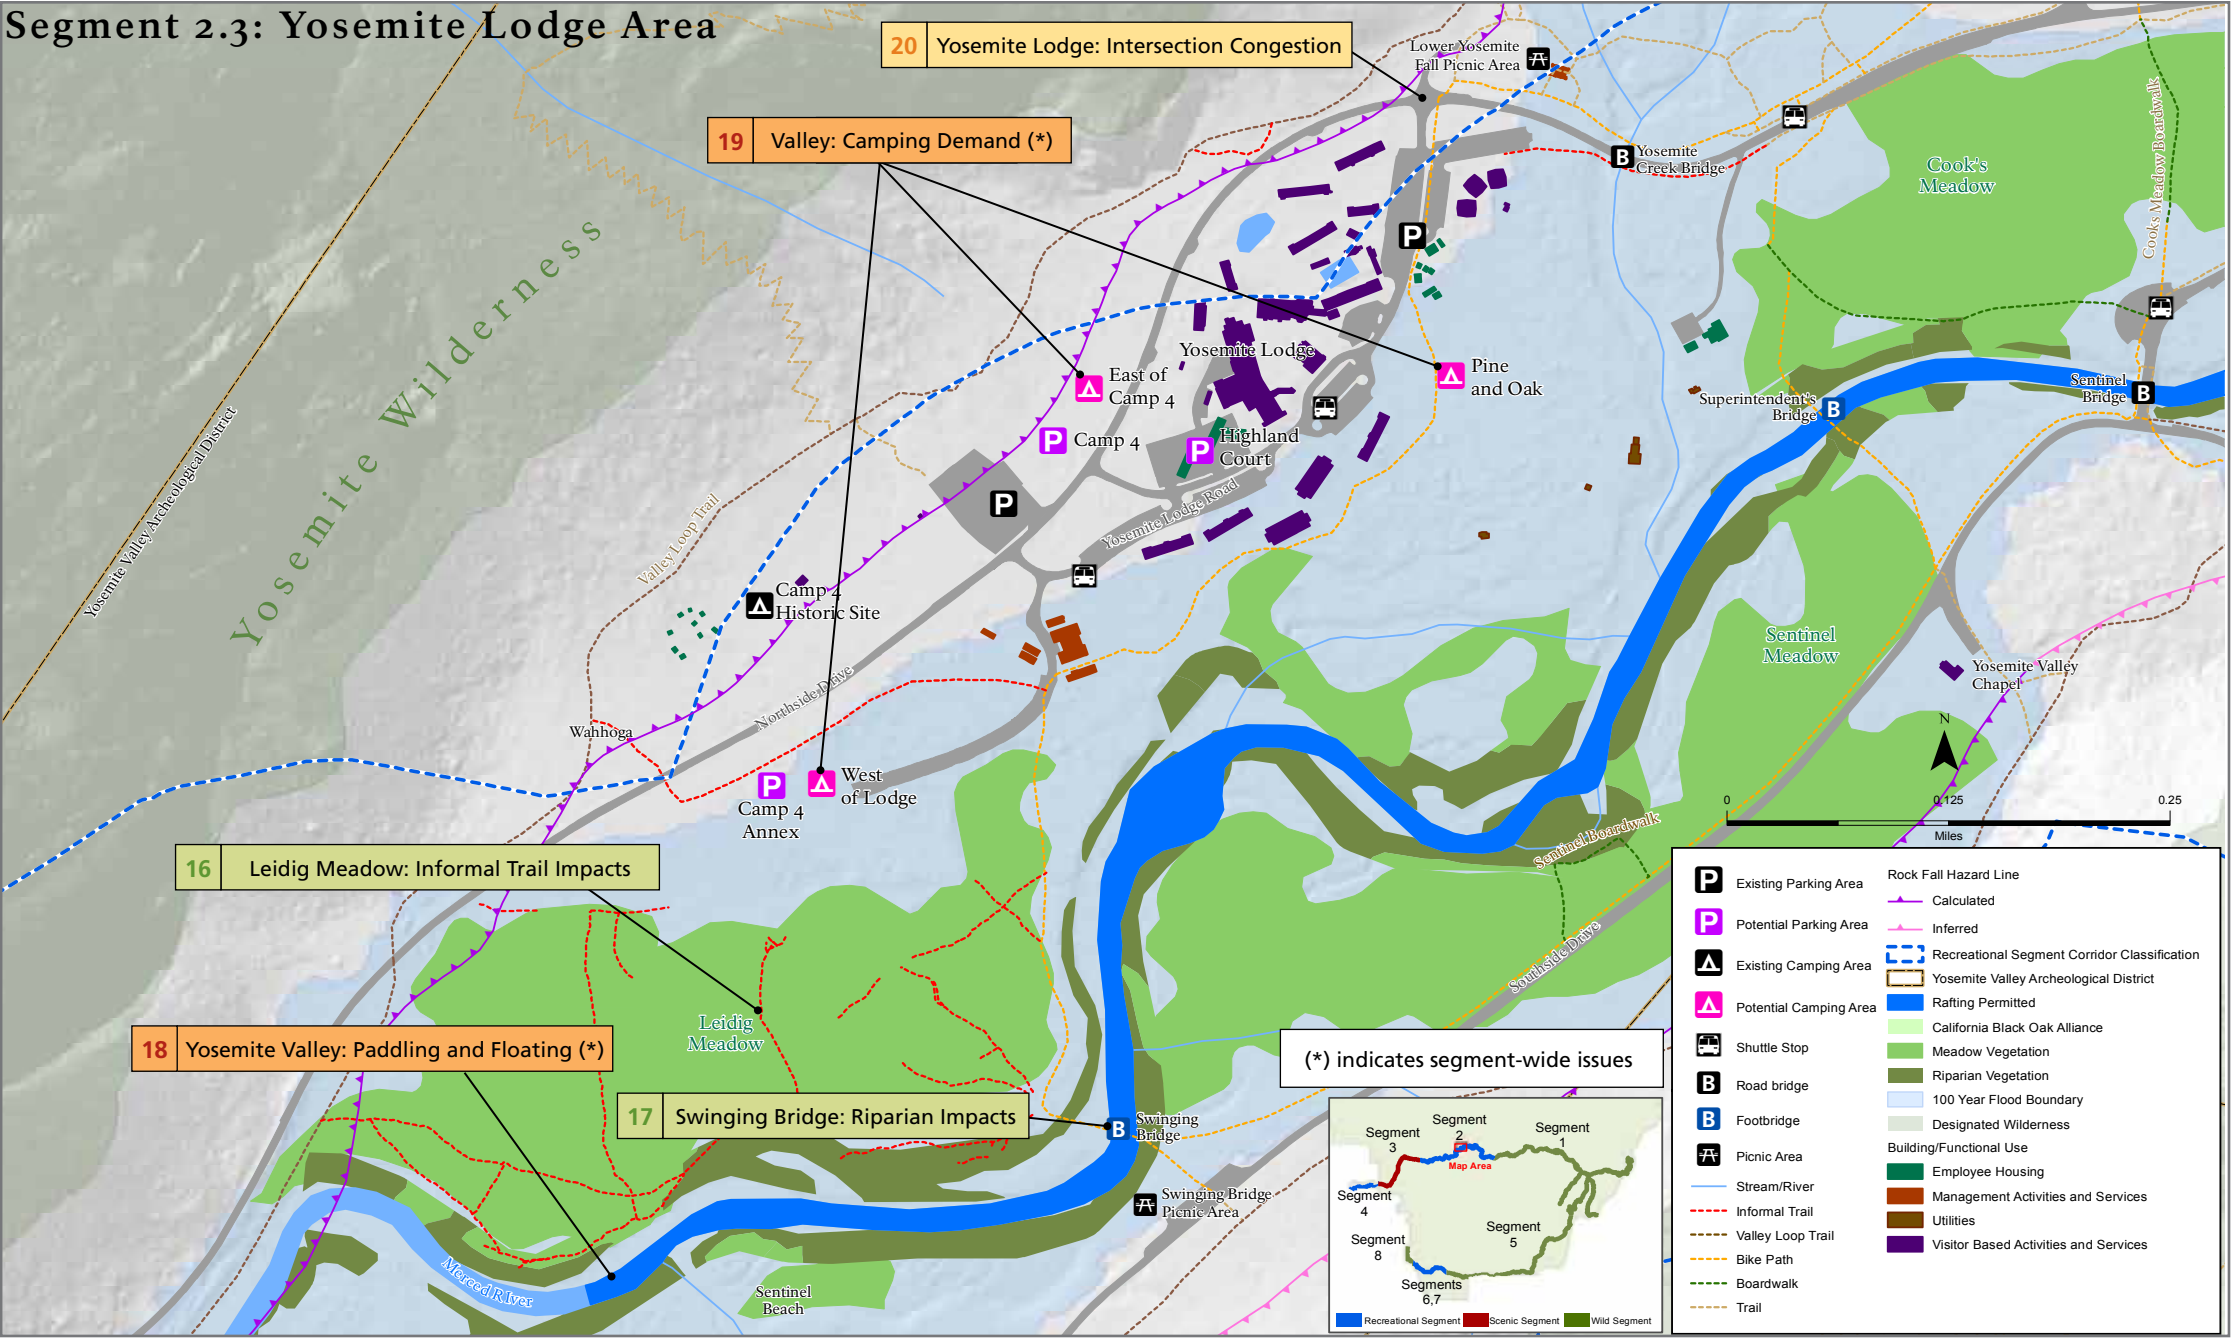 Segment 2.3: Yosemite Lodge Area
20 Yosemite Lodge: Intersection Congestion
Lower Yosemite
Fall Picnic Area
19 Valley: Camping Demand (*)
Yosemite
Creek Bridge
Cook's
Meadow
Cook's Meadow Boardwalk
Yosemite Wilderness
Yosemite Valley Archeological District
Valley Loop Trail
Yosemite Lodge
East of
Camp 4
Pine
and Oak
Superintendent's
Bridge
Sentinel
Bridge
P Camp 4
Highland
Court
Yosemite Lodge Road
Camp 4
Historic Site
Northside Drive
Wahhoga
Sentinel
Meadow
Yosemite Valley
Chapel
N
0 0.125 0.25
Miles
West
of Lodge
Camp 4
Annex
Sentinel Boardwalk
Southside Drive
16 Leidig Meadow: Informal Trail Impacts
Leidig
Meadow
18 Yosemite Valley: Paddling and Floating (*)
17 Swinging Bridge: Riparian Impacts
B Swinging
Bridge
Swinging Bridge
Picnic Area
Merced RIver
Sentinel
Beach
(*) indicates segment-wide issues
Segment
1
Segment
2
Segment
3
Map Area
Segment
4
Segment
5
Segment
8
Segments
6,7
Recreational Segment Scenic Segment Wild Segment
P Existing Parking Area
P Potential Parking Area
Existing Camping Area
Potential Camping Area
Shuttle Stop
B Road bridge
B Footbridge
Picnic Area
Stream/River
Informal Trail
Valley Loop Trail
Bike Path
Boardwalk
Trail
Rock Fall Hazard Line
Calculated
Inferred
Recreational Segment Corridor Classification
Yosemite Valley Archeological District
Rafting Permitted
California Black Oak Alliance
Meadow Vegetation
Riparian Vegetation
100 Year Flood Boundary
Designated Wilderness
Building/Functional Use
Employee Housing
Management Activities and Services
Utilities
Visitor Based Activities and Services